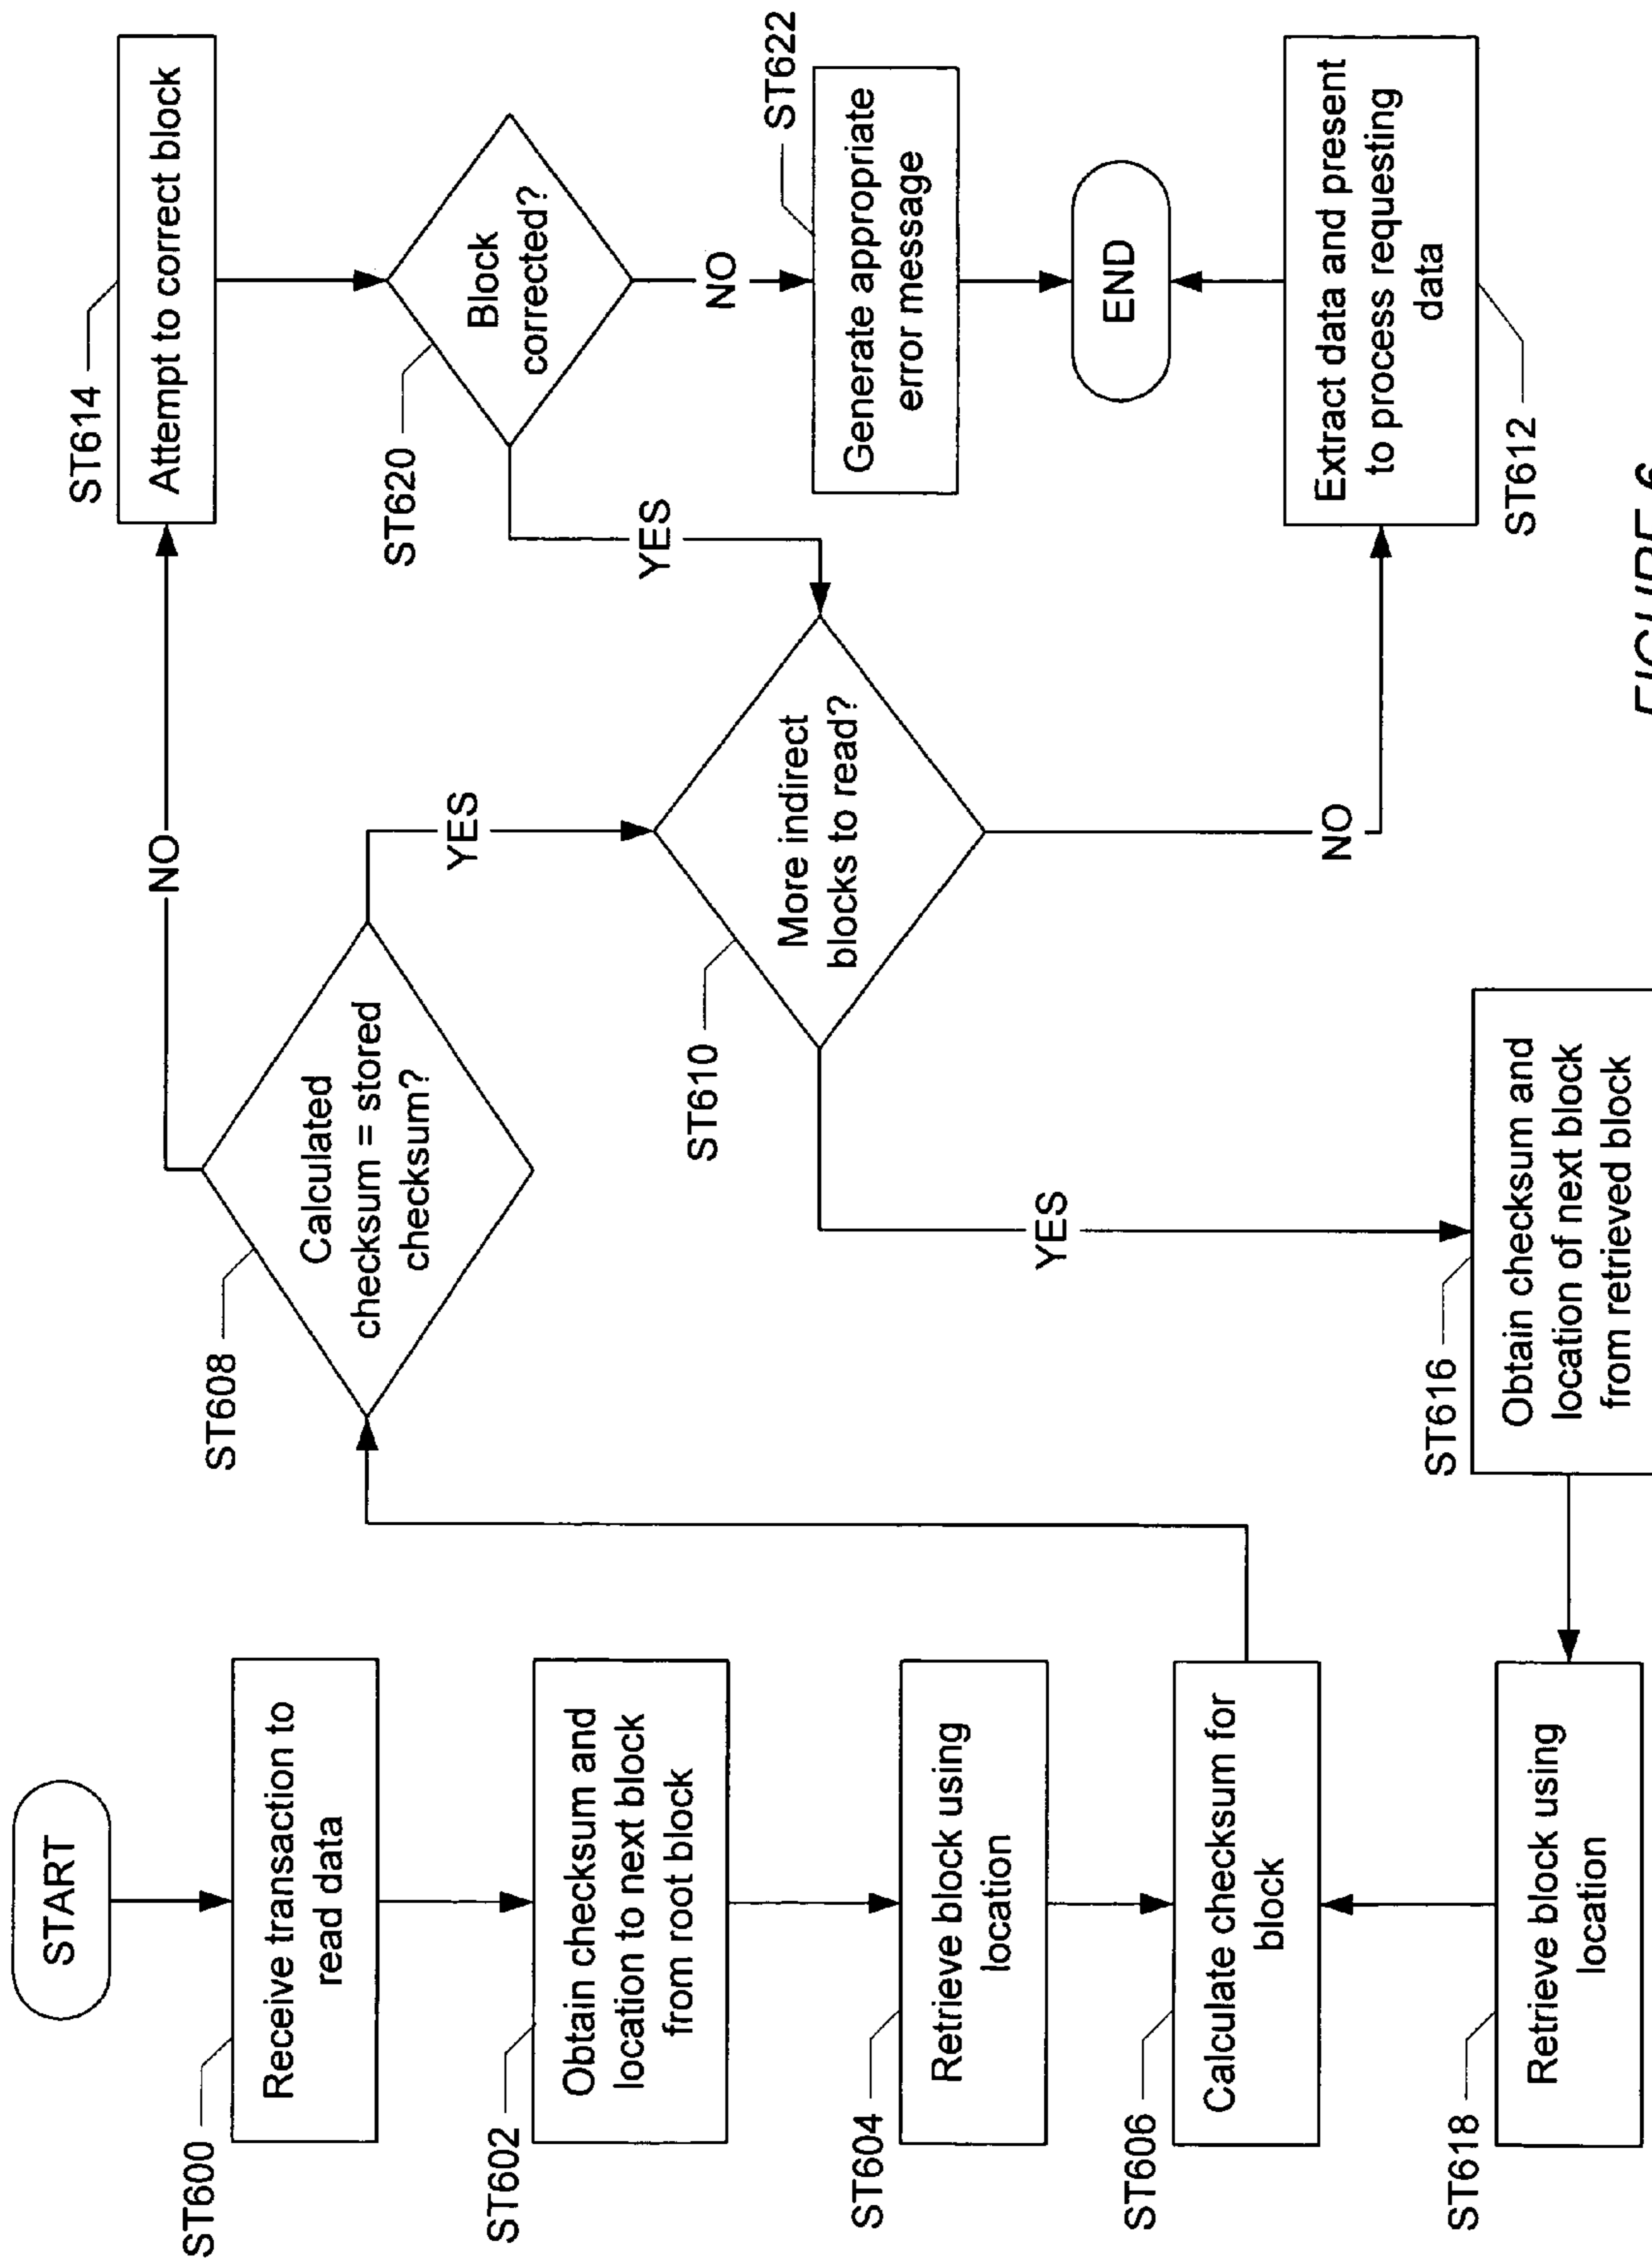 START
ST600
Receive transaction to
read data
ST602
Obtain checksum and
location to next block
from root block
ST604
Retrieve block using
location
ST606
Calculate checksum for
block
ST618
Retrieve block using
location
ST608
Calculated
checksum = stored
checksum?
NO
YES
ST610
More indirect
blocks to read?
YES
NO
ST616
Obtain checksum and
location of next block
from retrieved block
ST614
Attempt to correct block
ST620
Block
corrected?
YES
NO
ST622
Generate appropriate
error message
END
Extract data and present
to process requesting
data
ST612
FIGURE 6